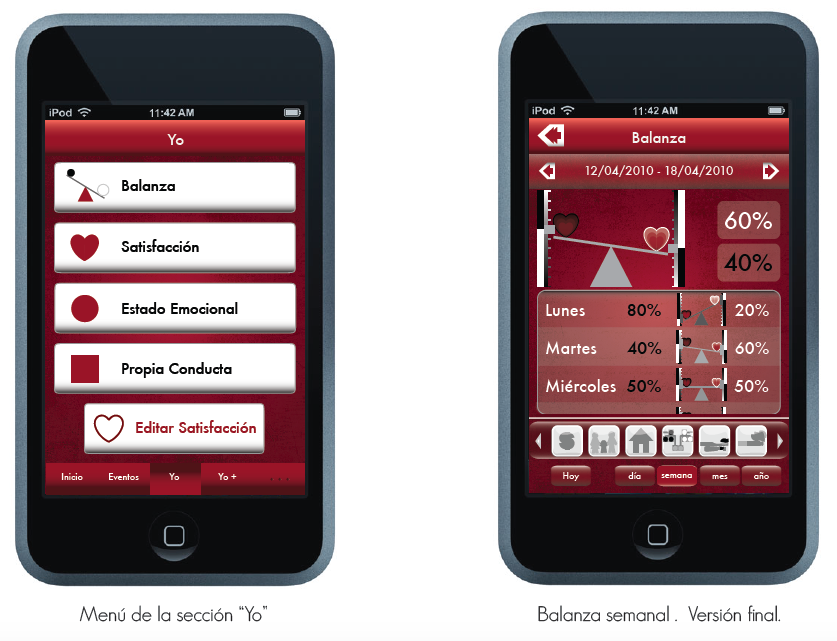 iPod 11:42 AM
Yo
Balanza
Satisfacción
Estado Emocional
Propia Conducta
Editar Satisfacción
Inicio Eventos Yo Yo + . . .
Menú de la sección "Yo"
iPod 11:42 AM
Balanza
12/04/2010 - 18/04/2010
60%
40%
Lunes 80% 20%
Martes 40% 60%
Miércoles 50% 50%
Hoy día semana mes año
Balanza semanal . Versión final.